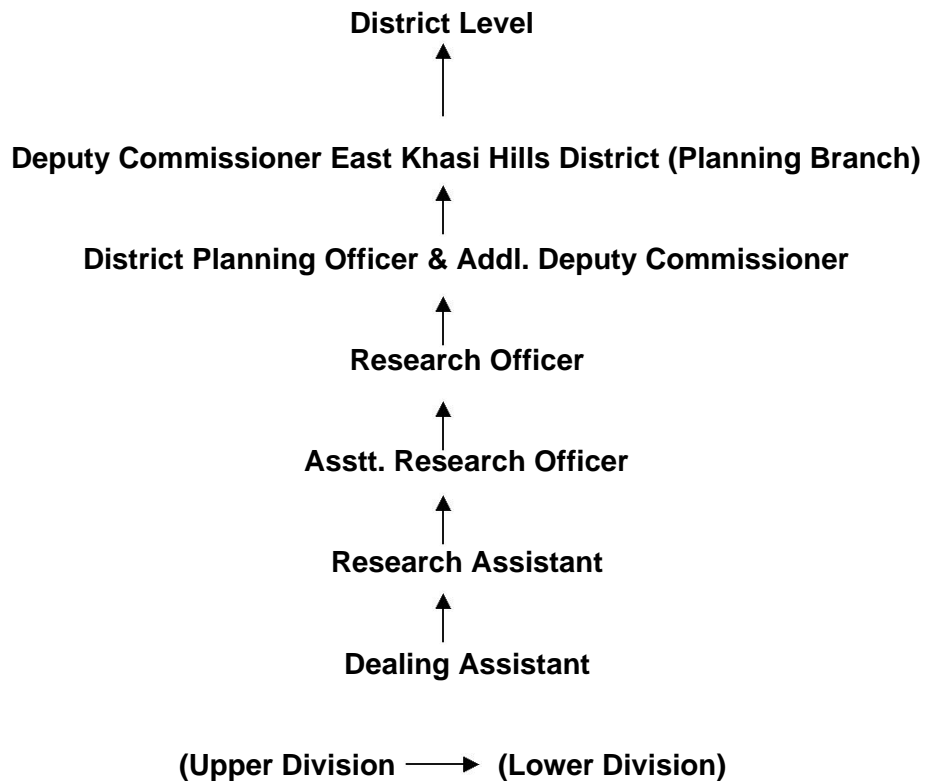 District Level
Deputy Commissioner East Khasi Hills District (Planning Branch)
District Planning Officer & Addl. Deputy Commissioner
Research Officer
Asstt. Research Officer
Research Assistant
Dealing Assistant
(Upper Division (Lower Division)